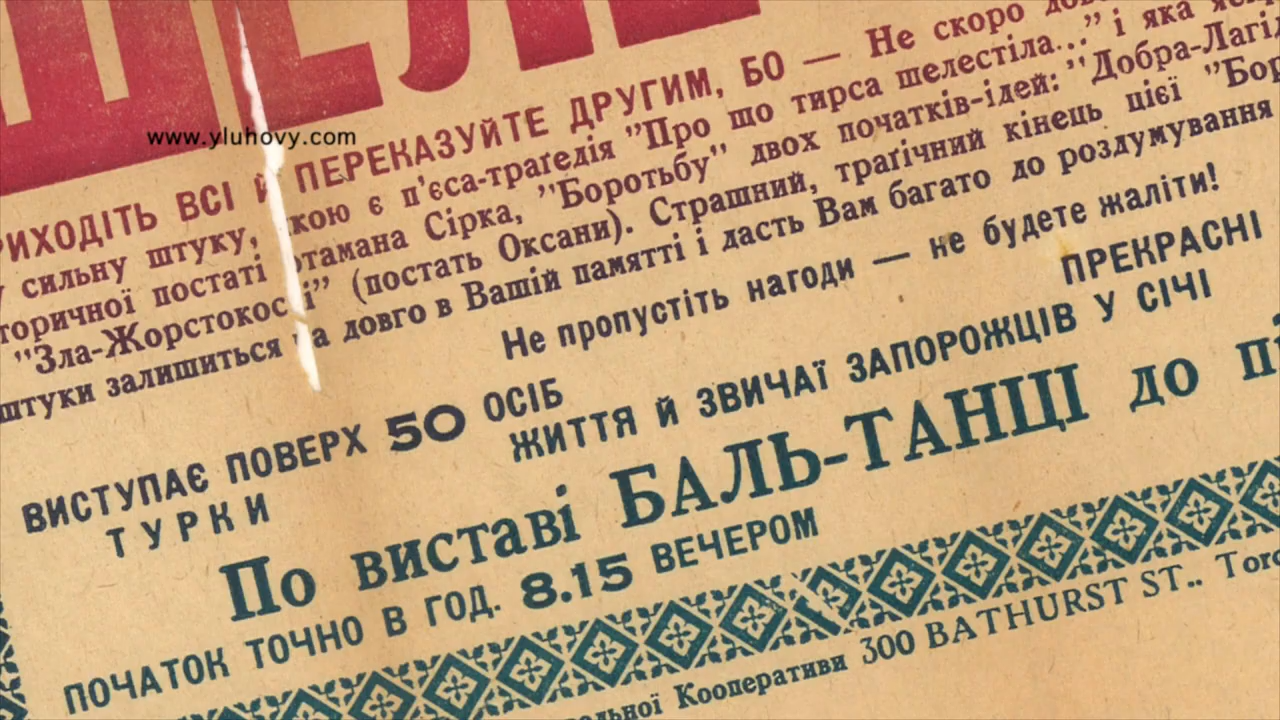 www.yluhovy.com
ПРИХОДІТЬ ВСІ Й ПЕРЕКАЗУЙТЕ ДРУГИМ, БО — Не скоро
сильну штуку, якою є п'єса-траґедія "Про що тирса шелестіла..." і яка
постаті отамана Сірка, "Боротьбу" двох початків-ідей: "Добра-Лагід
"Зла-Жорстокості" (постать Оксани). Страшний, траґічний кінець цієї "Бор
штуки залишиться на довго в Вашій памятті і дасть Вам багато до роздумування
Не пропустіть нагоди — не будете жаліти!
ВИСТУПАЄ ПОВЕРХ 50 ОСІБ
ПРЕКРАСНІ
ТУРКИ
ЖИТТЯ Й ЗВИЧАЇ ЗАПОРОЖЦІВ У СІЧІ
По виставі БАЛЬ-ТАНЦІ до пі
ПОЧАТОК ТОЧНО В ГОД. 8.15 ВЕЧЕРОМ
Кооперативи 300 BATHURST ST.. Toro